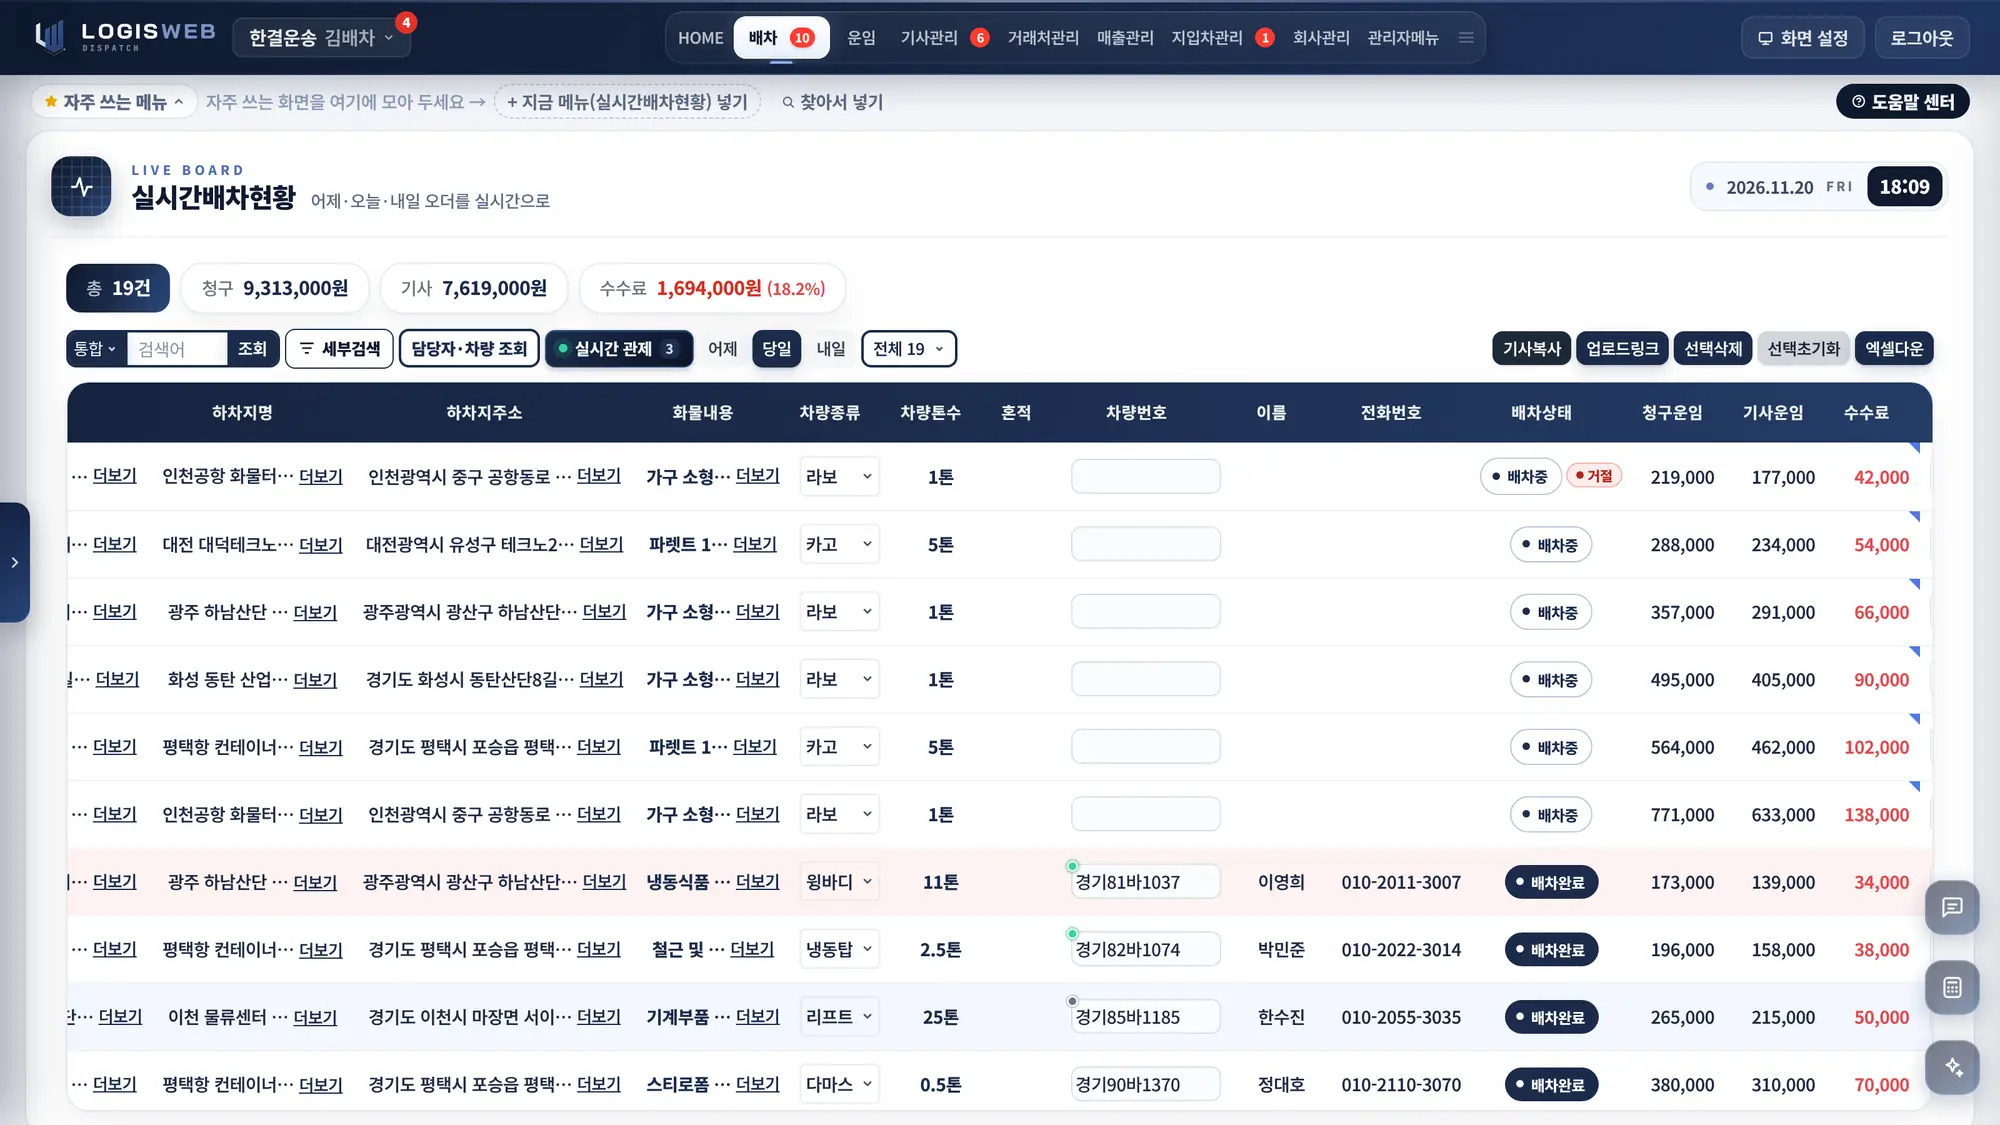 LOGISWEB
DISPATCH
한결운송 김배차
4
HOME 배차 10 운임 기사관리 6 거래처관리 매출관리 지입차관리 1 회사관리 관리자메뉴
화면 설정 로그아웃
자주 쓰는 메뉴 자주 쓰는 화면을 여기에 모아 두세요 → + 지금 메뉴(실시간배차현황) 넣기 찾아서 넣기 도움말 센터
LIVE BOARD
실시간배차현황 어제·오늘·내일 오더를 실시간으로
2026.11.20 FRI 18:09
총 19건 청구 9,313,000원 기사 7,619,000원 수수료 1,694,000원 (18.2%)
통합 검색어 조회 세부검색 담당자·차량 조회 실시간 관제 3 어제 당일 내일 전체 19 기사복사 업로드링크 선택삭제 선택초기화 엑셀다운
하차지명 하차지주소 화물내용 차량종류 차량톤수 혼적 차량번호 이름 전화번호 배차상태 청구운임 기사운임 수수료
··· 더보기 인천공항 화물터··· 더보기 인천광역시 중구 공항동로 ··· 더보기 가구 소형··· 더보기 라보 1톤 배차중 거절 219,000 177,000 42,000
··· 더보기 대전 대덕테크노··· 더보기 대전광역시 유성구 테크노2··· 더보기 파렛트 1··· 더보기 카고 5톤 배차중 288,000 234,000 54,000
··· 더보기 광주 하남산단 ··· 더보기 광주광역시 광산구 하남산단··· 더보기 가구 소형··· 더보기 라보 1톤 배차중 357,000 291,000 66,000
··· 더보기 화성 동탄 산업··· 더보기 경기도 화성시 동탄산단8길··· 더보기 가구 소형··· 더보기 라보 1톤 배차중 495,000 405,000 90,000
··· 더보기 평택항 컨테이너··· 더보기 경기도 평택시 포승읍 평택··· 더보기 파렛트 1··· 더보기 카고 5톤 배차중 564,000 462,000 102,000
··· 더보기 인천공항 화물터··· 더보기 인천광역시 중구 공항동로 ··· 더보기 가구 소형··· 더보기 라보 1톤 배차중 771,000 633,000 138,000
··· 더보기 광주 하남산단 ··· 더보기 광주광역시 광산구 하남산단··· 더보기 냉동식품 ··· 더보기 윙바디 11톤 경기81바1037 이영희 010-2011-3007 배차완료 173,000 139,000 34,000
··· 더보기 평택항 컨테이너··· 더보기 경기도 평택시 포승읍 평택··· 더보기 철근 및 ··· 더보기 냉동탑 2.5톤 경기82바1074 박민준 010-2022-3014 배차완료 196,000 158,000 38,000
··· 더보기 이천 물류센터 ··· 더보기 경기도 이천시 마장면 서이··· 더보기 기계부품 ··· 더보기 리프트 25톤 경기85바1185 한수진 010-2055-3035 배차완료 265,000 215,000 50,000
··· 더보기 평택항 컨테이너··· 더보기 경기도 평택시 포승읍 평택··· 더보기 스티로폼 ··· 더보기 다마스 0.5톤 경기90바1370 정대호 010-2110-3070 배차완료 380,000 310,000 70,000